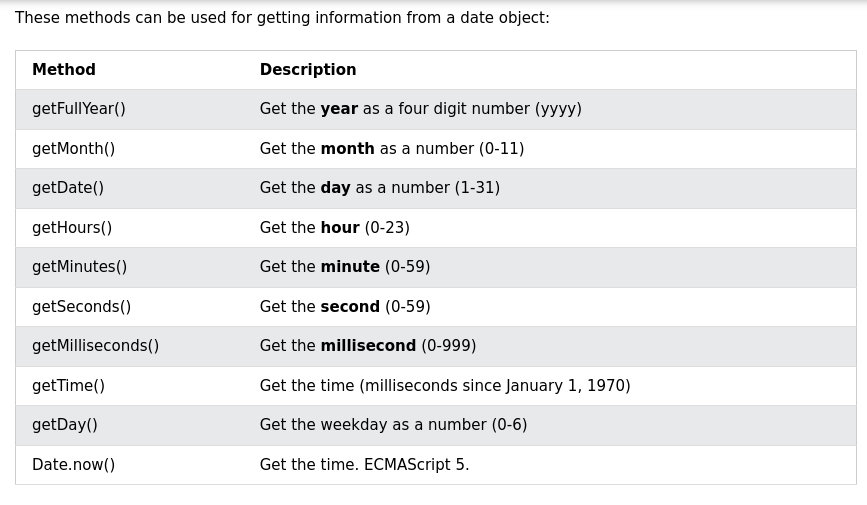 These methods can be used for getting information from a date object:
Method Description
getFullYear() Get the year as a four digit number (yyyy)
getMonth() Get the month as a number (0-11)
getDate() Get the day as a number (1-31)
getHours() Get the hour (0-23)
getMinutes() Get the minute (0-59)
getSeconds() Get the second (0-59)
getMilliseconds() Get the millisecond (0-999)
getTime() Get the time (milliseconds since January 1, 1970)
getDay() Get the weekday as a number (0-6)
Date.now() Get the time. ECMAScript 5.